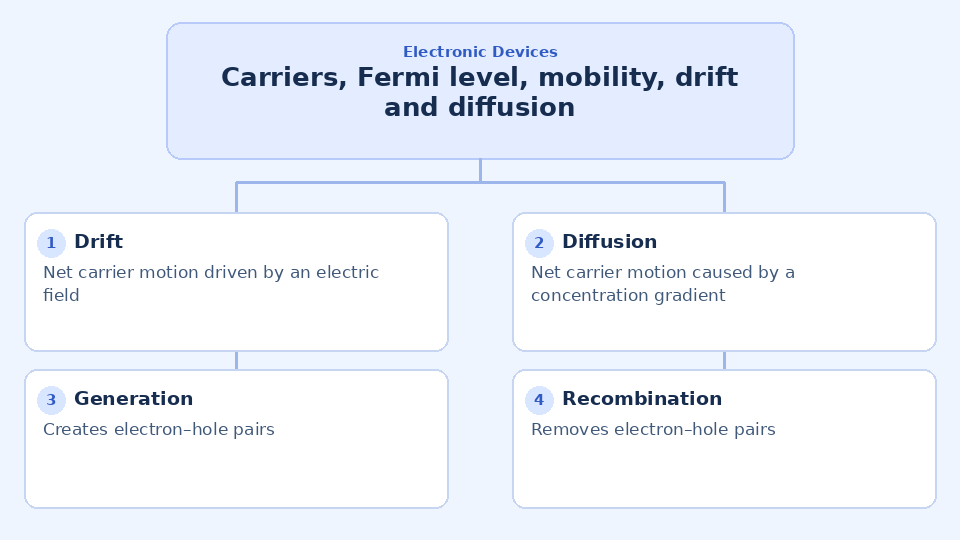 Electronic Devices
Carriers, Fermi level, mobility, drift
and diffusion
1 Drift
Net carrier motion driven by an electric
field
2 Diffusion
Net carrier motion caused by a
concentration gradient
3 Generation
Creates electron–hole pairs
4 Recombination
Removes electron–hole pairs